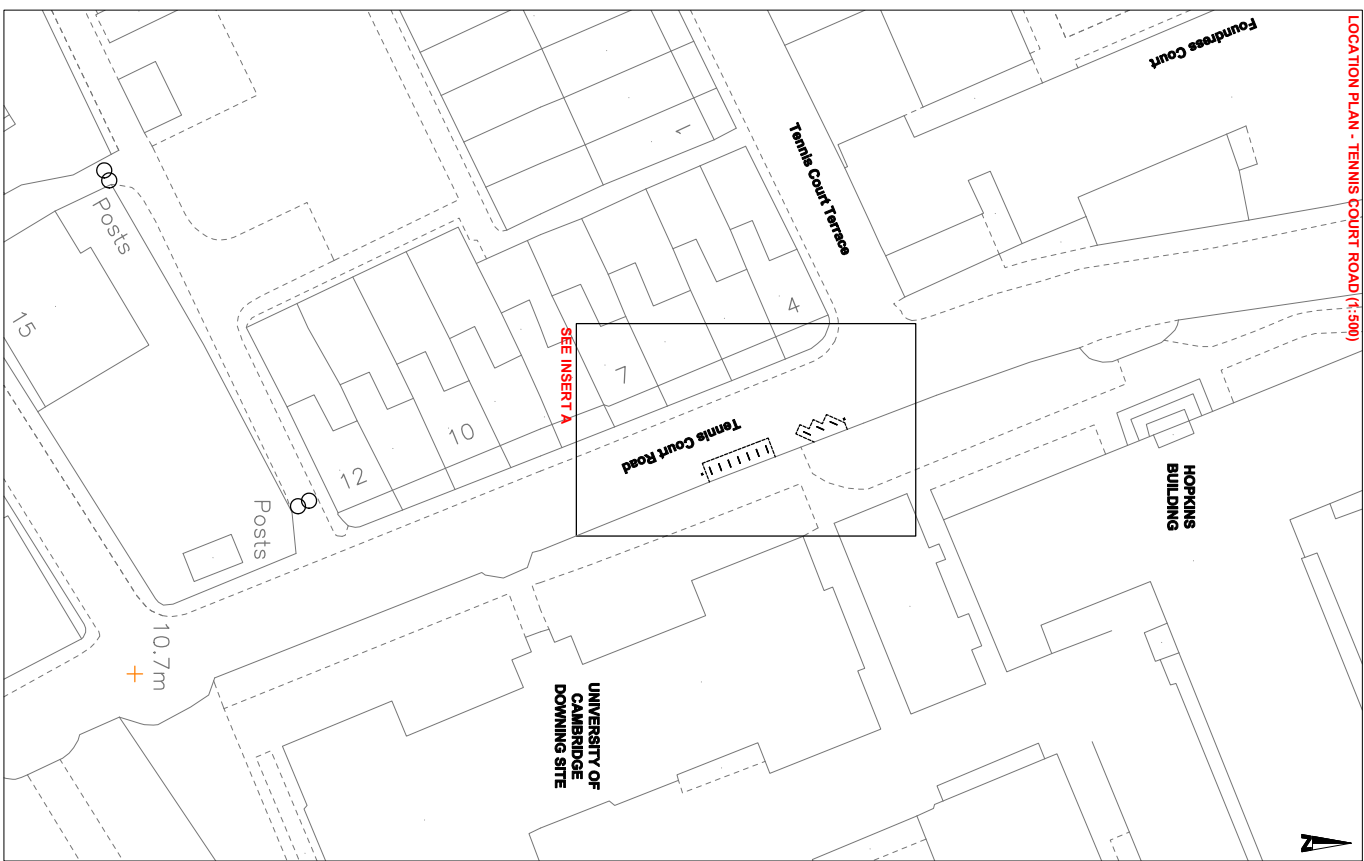 LOCATION PLAN - TENNIS COURT ROAD (1:500)
Foundress Court
Tennis Court Terrace
1
4
SEE INSERT A
7
Tennis Court Road
HOPKINS
BUILDING
10
12
Posts
15
Posts
10.7m
UNIVERSITY OF
CAMBRIDGE
DOWNING SITE
N